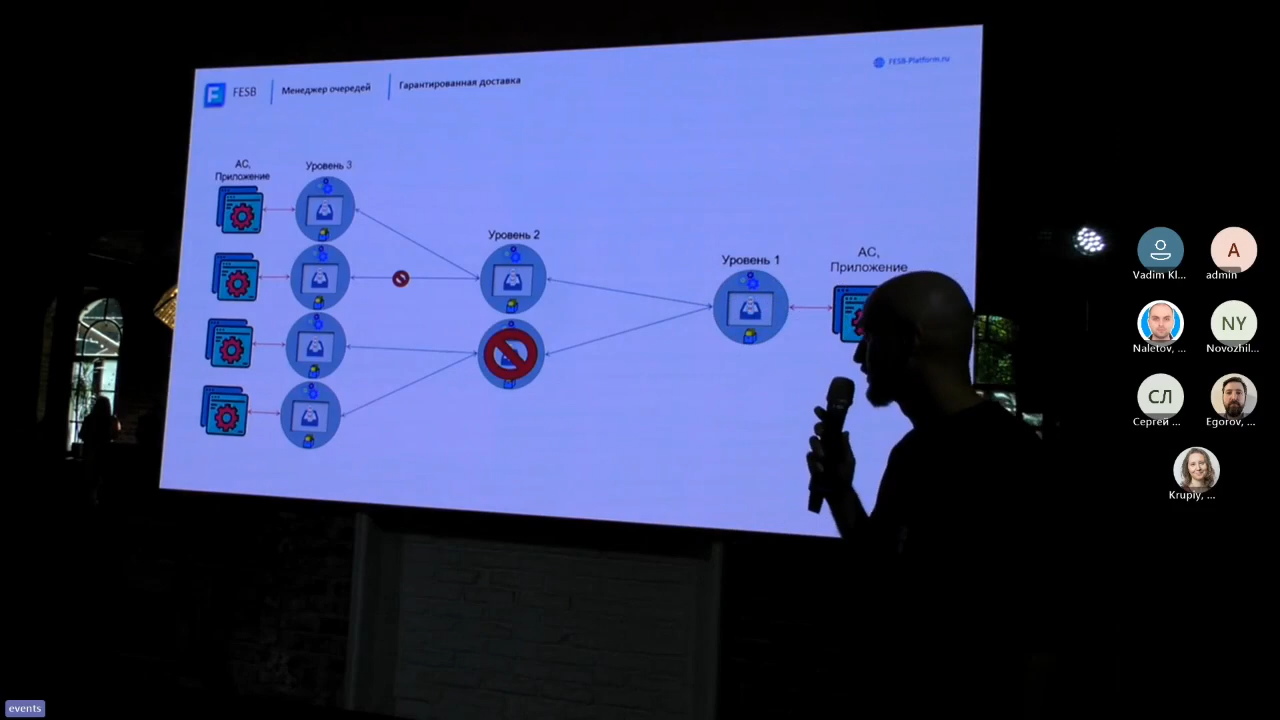 FESB
Менеджер очередей
Гарантированная доставка
FESB-Platform.ru
АС,
Приложение
Уровень 3
Уровень 2
Уровень 1
АС,
Приложение
Vadim Kl...
admin
A
Naletov, ...
NY
Novozhil...
СЛ
Сергей ...
Egorov, ...
Krupiy, ...
events